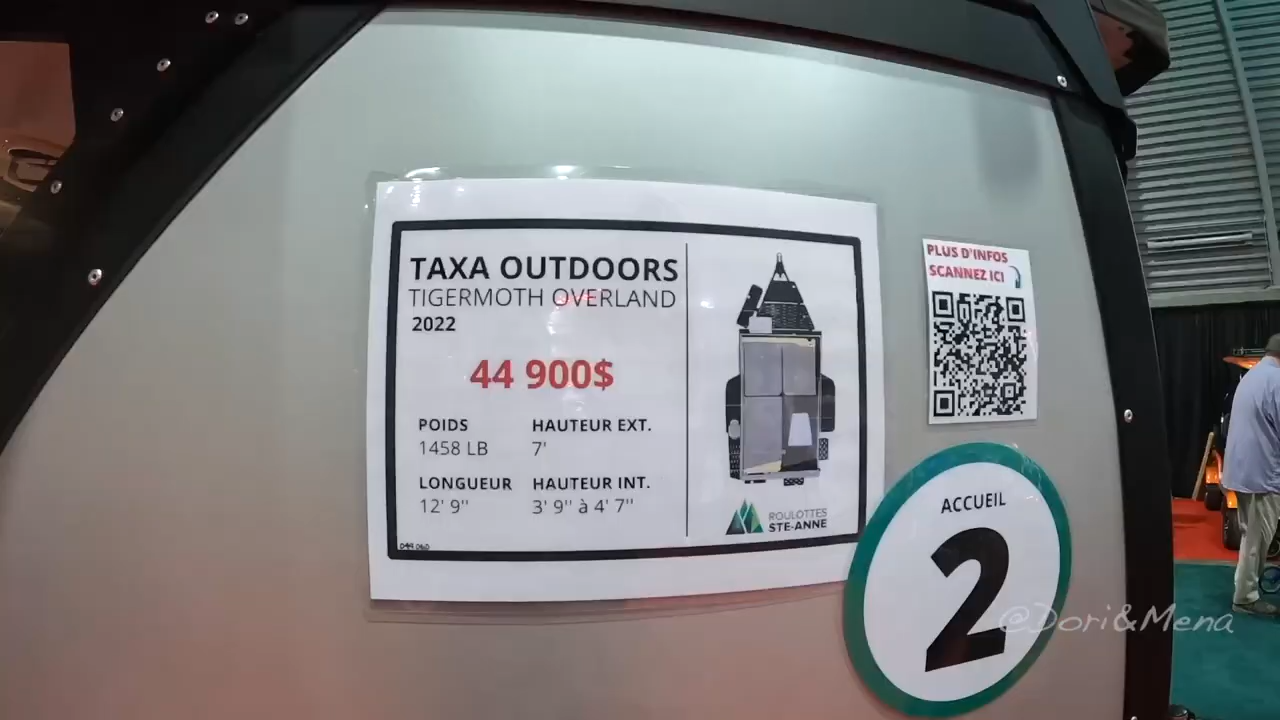 TAXA OUTDOORS
TIGERMOTH OVERLAND
2022
44 900$
POIDS
1458 LB
HAUTEUR EXT.
7'
LONGUEUR
12' 9"
HAUTEUR INT.
3' 9" à 4' 7"
ROULOTTES
STE-ANNE
PLUS D'INFOS
SCANNEZ ICI
ACCUEIL
2
@Dori&Mena